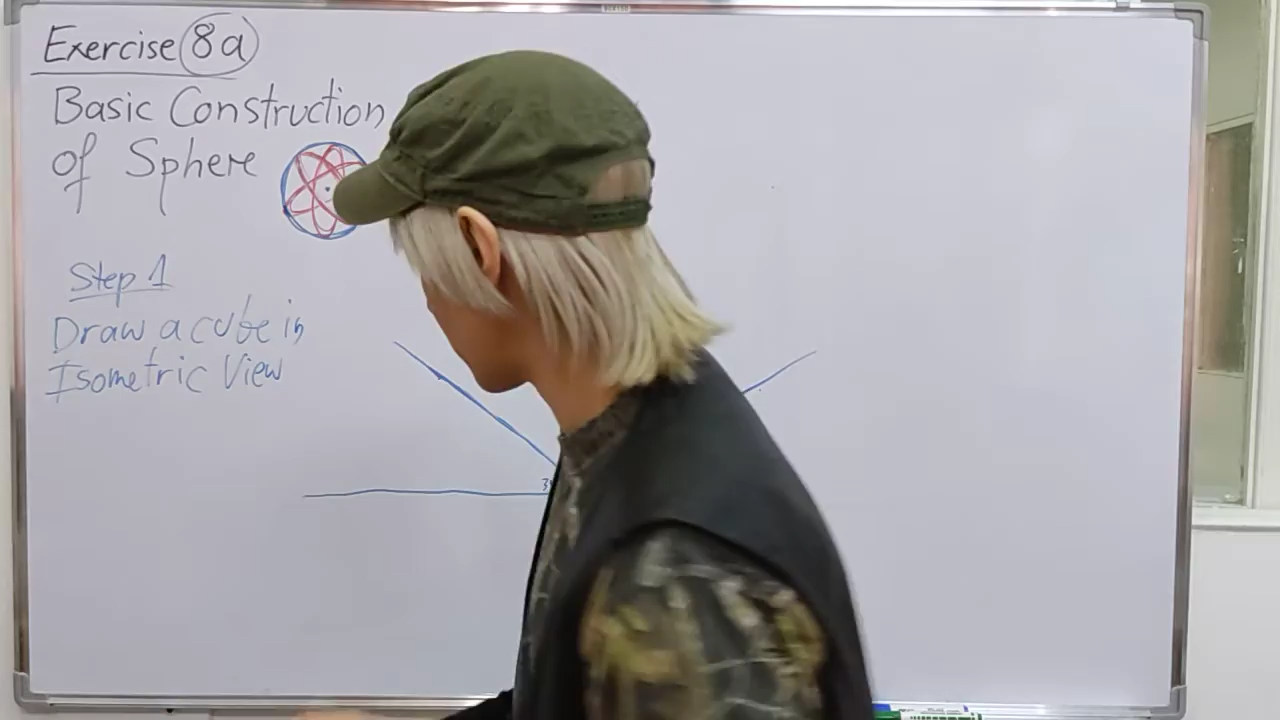 Exercise 8a
Basic Construction
of Sphere
Step 1
Draw a cube in
Isometric View